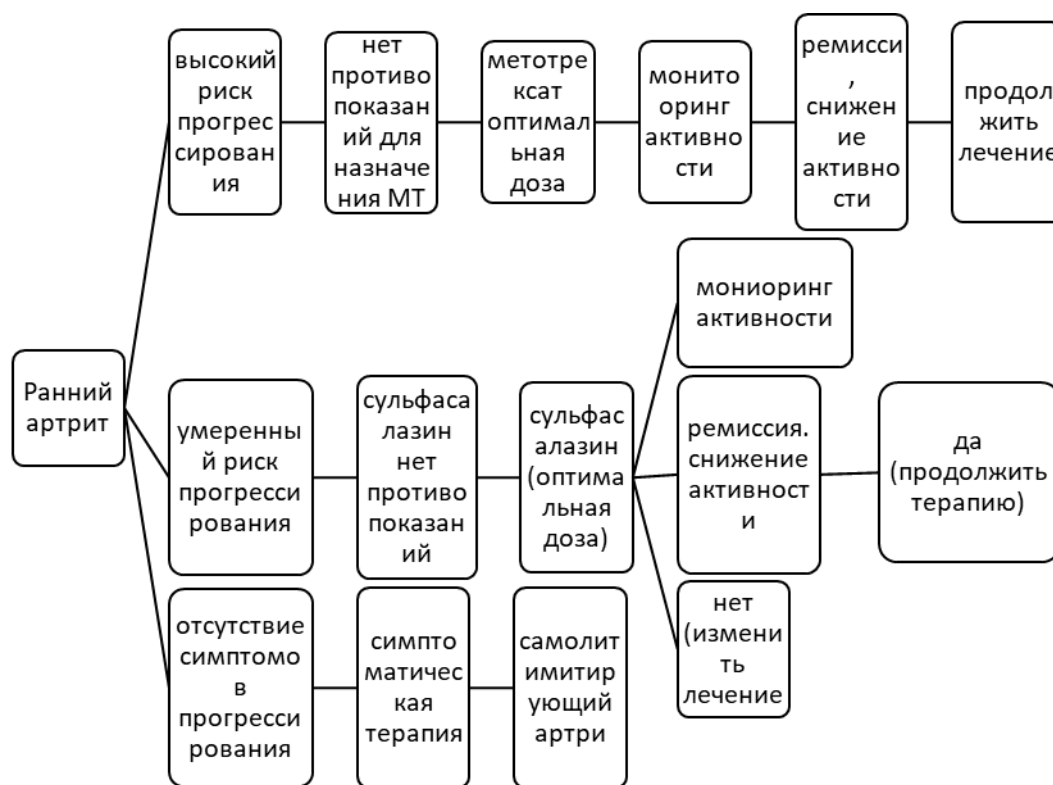 Ранний
артрит
высокий
риск
прогрес
сирован
ия
нет
противо
показан
ий для
назначе
ния МТ
метотре
ксат
оптимал
ьная
доза
монито
оринг
активно
сти
ремисси
,
снижен
ие
активно
сти
продол
жить
лечение
умеренны
й риск
прогресси
рования
сульфаса
лазин
нет
противо
показан
ий
сульфас
алазин
(оптима
льная
доза)
мониоринг
активности
ремиссия.
снижение
активност
и
да
(продолжить
терапию)
нет
(измени
ть
лечение
отсутствие
симптомо
в
прогресси
рования
симпто
матичес
кая
терапия
самолит
имитир
ующий
артри